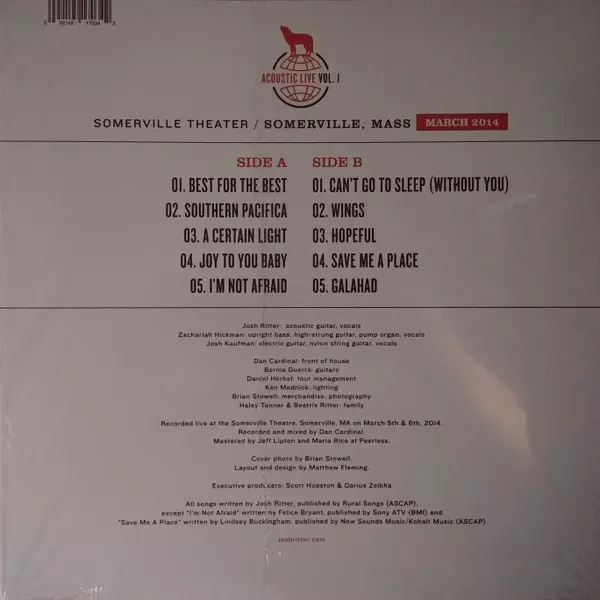 ACOUSTIC LIVE VOL. I
SOMERVILLE THEATER / SOMERVILLE, MASS MARCH 2014
SIDE A SIDE B
01. BEST FOR THE BEST 01. CAN'T GO TO SLEEP (WITHOUT YOU)
02. SOUTHERN PACIFICA 02. WINGS
03. A CERTAIN LIGHT 03. HOPEFUL
04. JOY TO YOU BABY 04. SAVE ME A PLACE
05. I'M NOT AFRAID 05. GALAHAD
Josh Ritter: acoustic guitar, vocals
Zachariah Hickman: upright bass, high-strung guitar, pump organ, vocals
Josh Kaufman: electric guitar, nylon string guitar, vocals
Dan Cardinal: front of house
Bernie Guerra: guitars
Daniel Herbst: tour management
Ken Mednick: lighting
Brian Stowell: merchandise, photography
Haley Tanner & Beatrix Ritter: family
Recorded live at the Somerville Theatre, Somerville, MA on March 5th & 6th, 2014.
Recorded and mixed by Dan Cardinal.
Mastered by Jeff Lipton and Maria Rice at Peerless.
Cover photo by Brian Stowell.
Layout and design by Matthew Fleming.
Executive producers: Scott Hueston & Darius Zelkha
All songs written by Josh Ritter, published by Rural Songs (ASCAP),
except "I'm Not Afraid" written by Felice Bryant, published by Sony ATV (BMI) and
"Save Me A Place" written by Lindsey Buckingham, published by Now Sounds Music/Kobalt Music (ASCAP)
joshritter.com